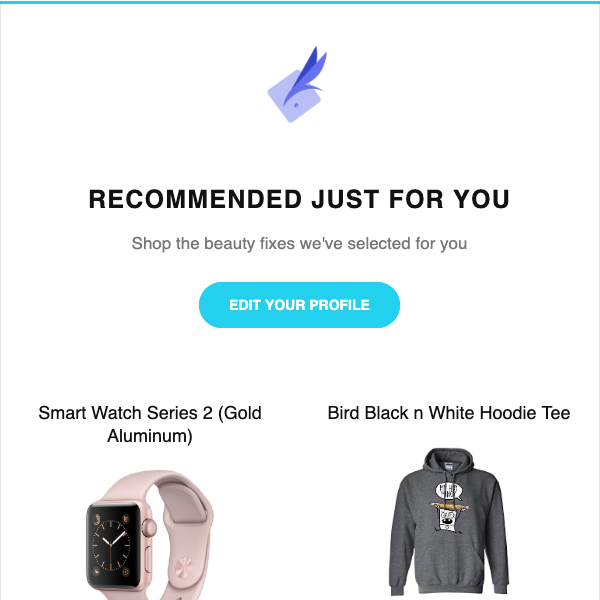 RECOMMENDED JUST FOR YOU
Shop the beauty fixes we've selected for you
EDIT YOUR PROFILE
Smart Watch Series 2 (Gold
Aluminum)
Bird Black n White Hoodie Tee